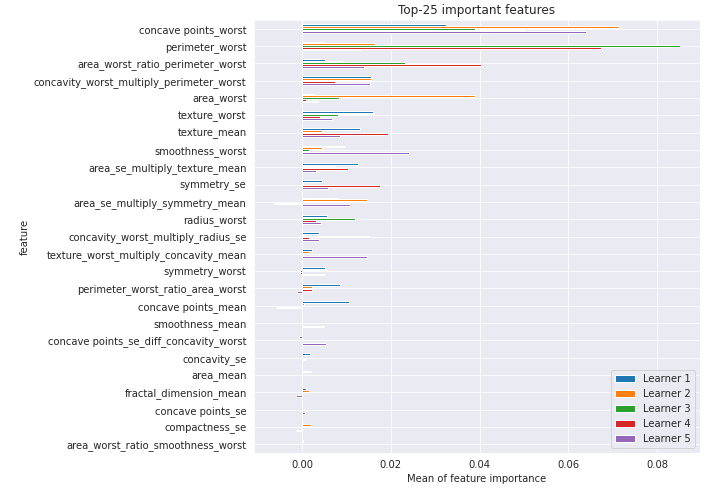 Top-25 important features
concave points_worst
perimeter_worst
area_worst_ratio_perimeter_worst
concavity_worst_multiply_perimeter_worst
area_worst
texture_worst
texture_mean
smoothness_worst
area_se_multiply_texture_mean
symmetry_se
area_se_multiply_symmetry_mean
radius_worst
concavity_worst_multiply_radius_se
texture_worst_multiply_concavity_mean
symmetry_worst
perimeter_worst_ratio_area_worst
concave points_mean
smoothness_mean
concave points_se_diff_concavity_worst
concavity_se
area_mean
fractal_dimension_mean
concave points_se
compactness_se
area_worst_ratio_smoothness_worst
feature
Learner 1
Learner 2
Learner 3
Learner 4
Learner 5
0.00 0.02 0.04 0.06 0.08
Mean of feature importance